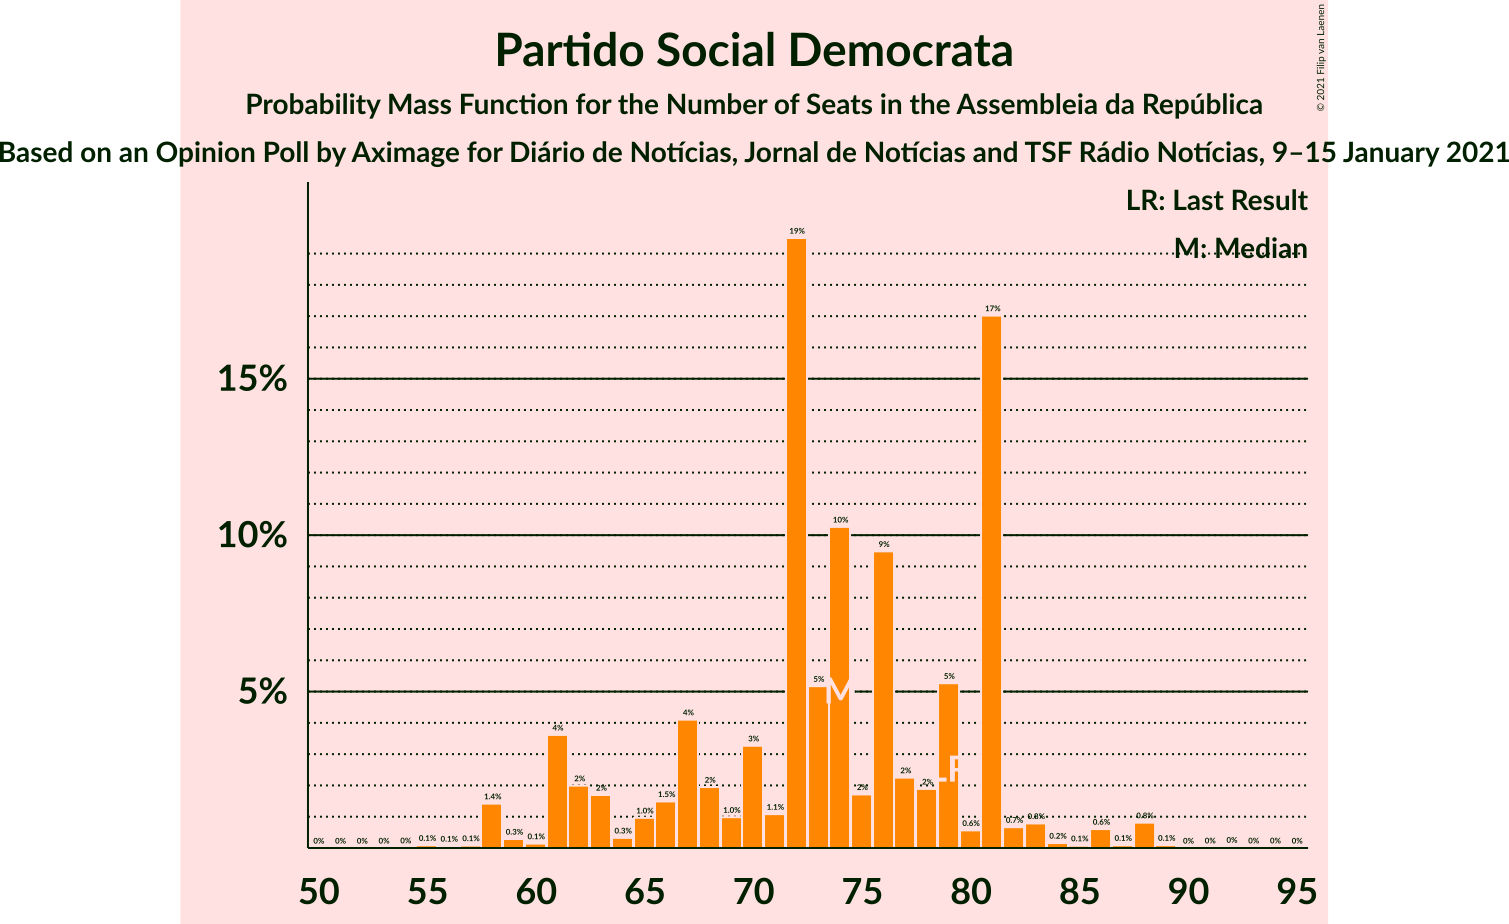 Partido Social Democrata
Probability Mass Function for the Number of Seats in the Assembleia da República
Based on an Opinion Poll by Aximage for Diário de Notícias, Jornal de Notícias and TSF Rádio Notícias, 9–15 January 2021
© 2021 Filip van Laenen
LR: Last Result
M: Median
15%
10%
5%
0% 0% 0% 0% 0% 0.1% 0.1% 0.1% 1.4% 0.3% 0.1% 4% 2% 2% 0.3% 1.0% 1.5% 4% 2% 1.0% 3% 1.1% 19% 5% 10% 2% 9% 2% 2% 5% 0.6% 17% 0.7% 0.8% 0.2% 0.1% 0.6% 0.1% 0.8% 0.1% 0% 0% 0% 0% 0% 0%
M
LR
50 55 60 65 70 75 80 85 90 95